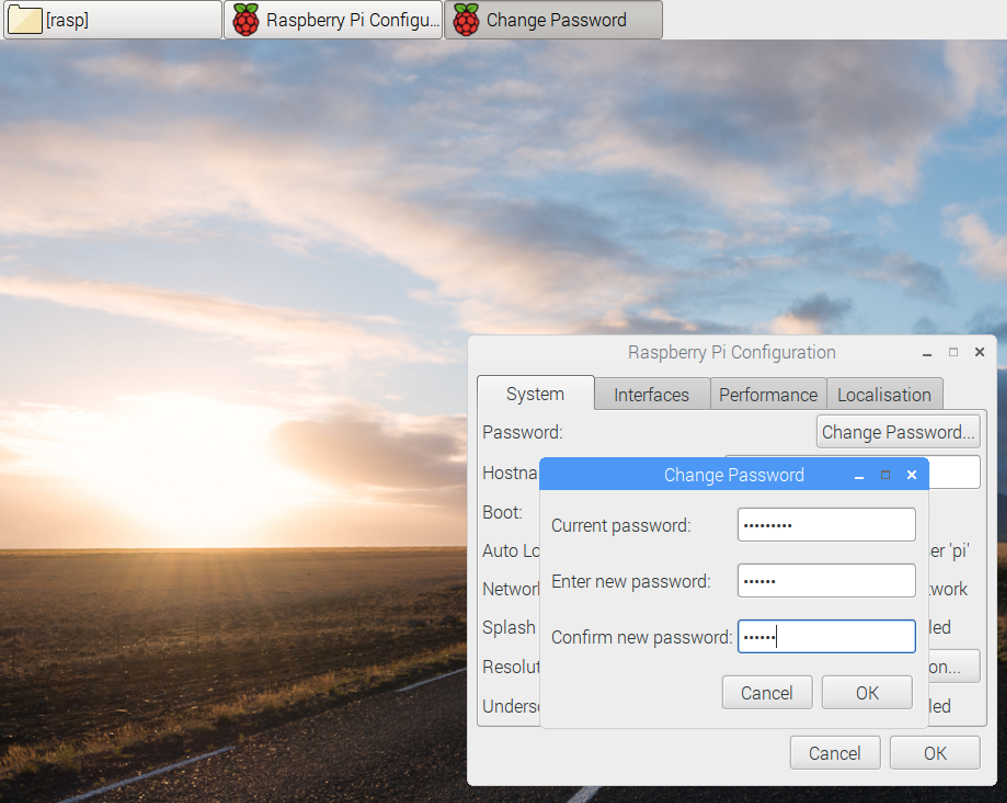 [rasp]
Raspberry Pi Configu...
Change Password
Raspberry Pi Configuration
System
Interfaces
Performance
Localisation
Password:
Change Password...
Hostna
Change Password
Boot:
Current password:
•••••••••
Auto Lo
er 'pi'
Enter new password:
••••••
Networ
work
Splash
Confirm new password:
••••••
led
Resolut
on...
Cancel
OK
Undersc
led
Cancel
OK